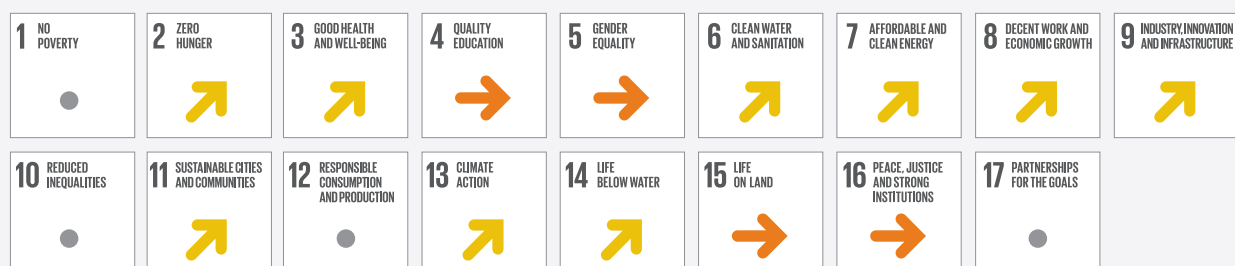 1 NO
POVERTY
2 ZERO
HUNGER
3 GOOD HEALTH
AND WELL-BEING
4 QUALITY
EDUCATION
5 GENDER
EQUALITY
6 CLEAN WATER
AND SANITATION
7 AFFORDABLE AND
CLEAN ENERGY
8 DECENT WORK AND
ECONOMIC GROWTH
9 INDUSTRY, INNOVATION
AND INFRASTRUCTURE
10 REDUCED
INEQUALITIES
11 SUSTAINABLE CITIES
AND COMMUNITIES
12 RESPONSIBLE
CONSUMPTION
AND PRODUCTION
13 CLIMATE
ACTION
14 LIFE
BELOW WATER
15 LIFE
ON LAND
16 PEACE, JUSTICE
AND STRONG
INSTITUTIONS
17 PARTNERSHIPS
FOR THE GOALS